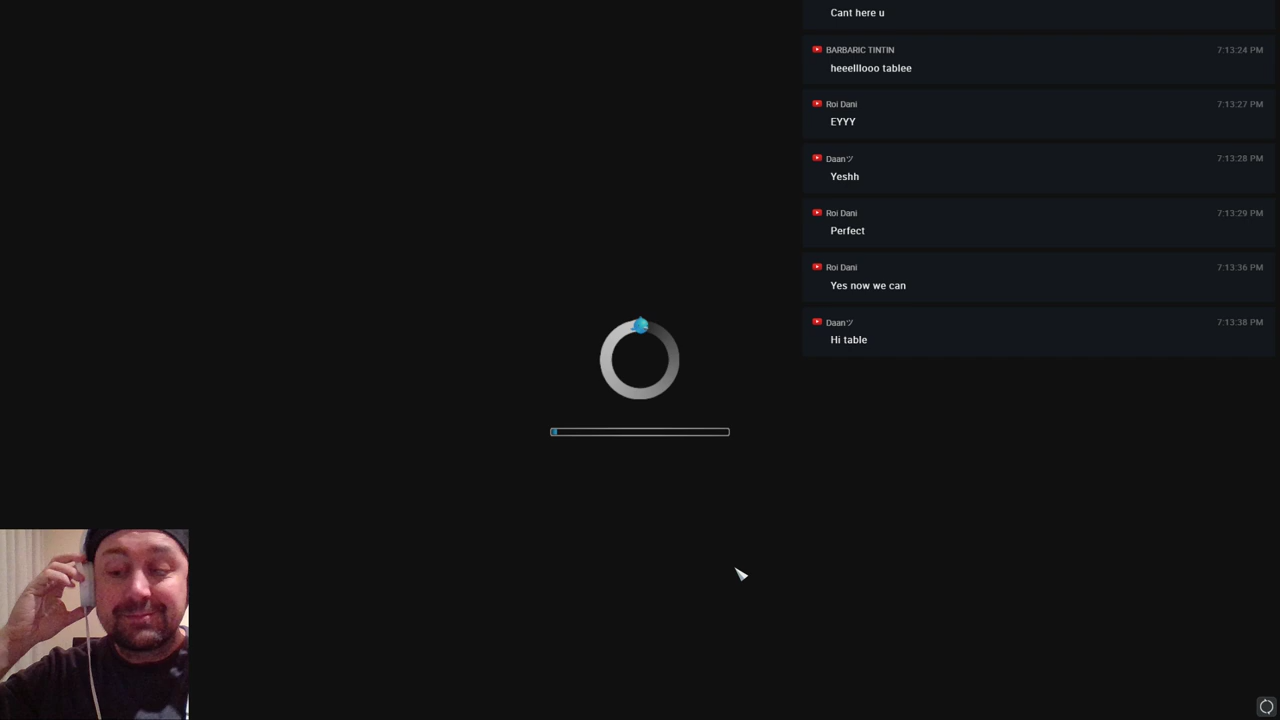 Cant here u
BARBARIC TINTIN 7:13:24 PM
heeelllooo tablee
Roi Dani 7:13:27 PM
EYYY
Daanツ 7:13:28 PM
Yeshh
Roi Dani 7:13:29 PM
Perfect
Roi Dani 7:13:36 PM
Yes now we can
Daanツ 7:13:38 PM
Hi table